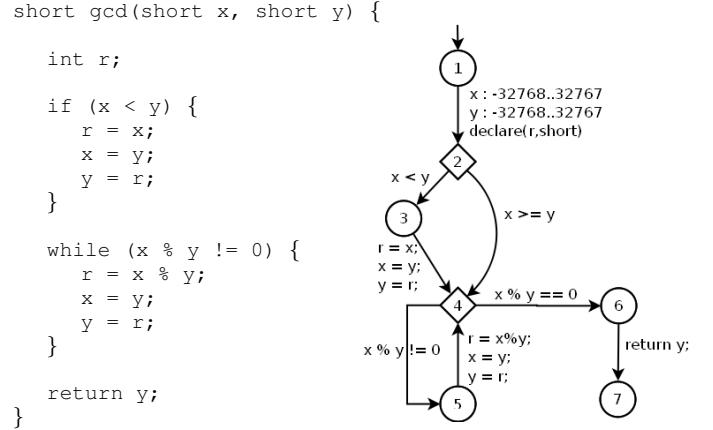 short gcd(short x, short y) {
int r;
if (x < y) {
r = x;
x = y;
y = r;
}
while (x % y != 0) {
r = x % y;
x = y;
y = r;
}
return y;
}
1
x : -32768..32767
y : -32768..32767
declare(r,short)
2
x < y
x >= y
3
r = x;
x = y;
y = r;
4
x % y == 0
6
x % y != 0
r = x%y;
x = y;
y = r;
return y;
5
7